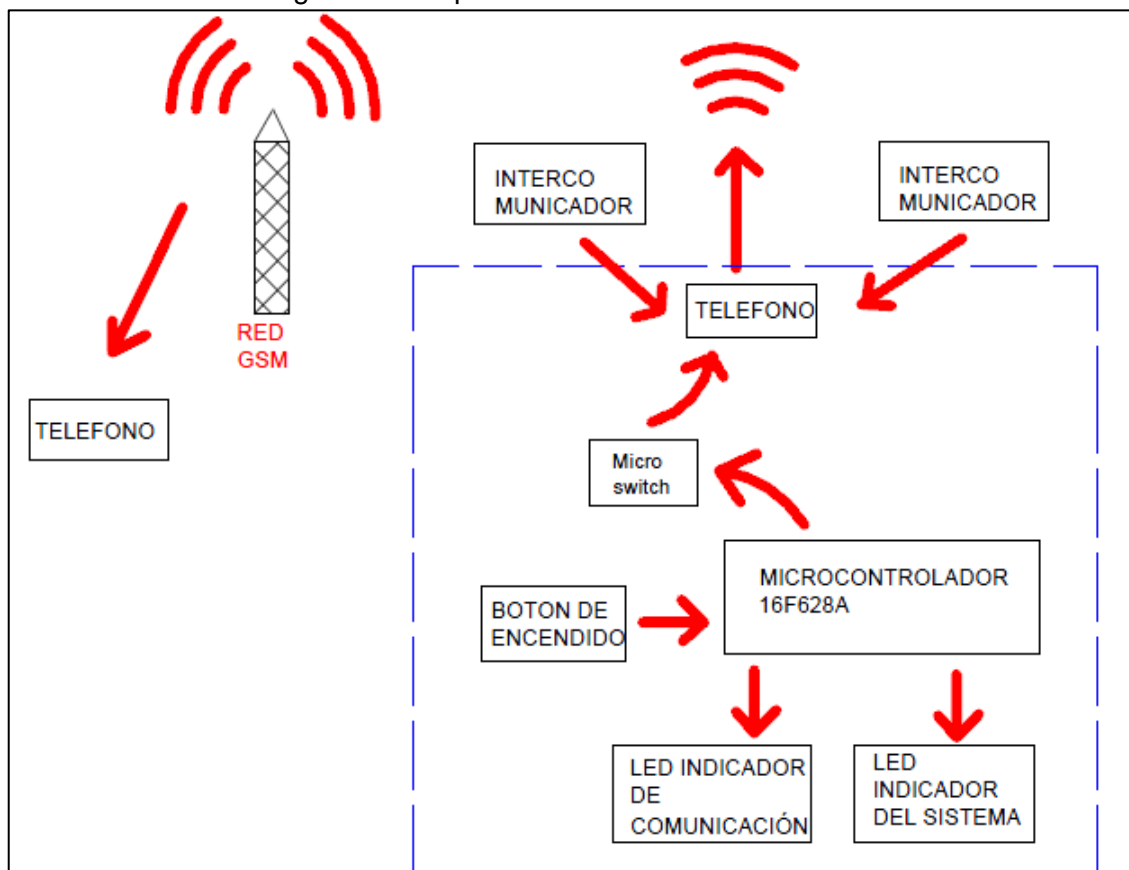 INTERCO
MUNICADOR
INTERCO
MUNICADOR
TELEFONO
RED
GSM
TELEFONO
Micro
switch
MICROCONTROLADOR
16F628A
BOTON DE
ENCENDIDO
LED INDICADOR
DE
COMUNICACIÓN
LED
INDICADOR
DEL SISTEMA